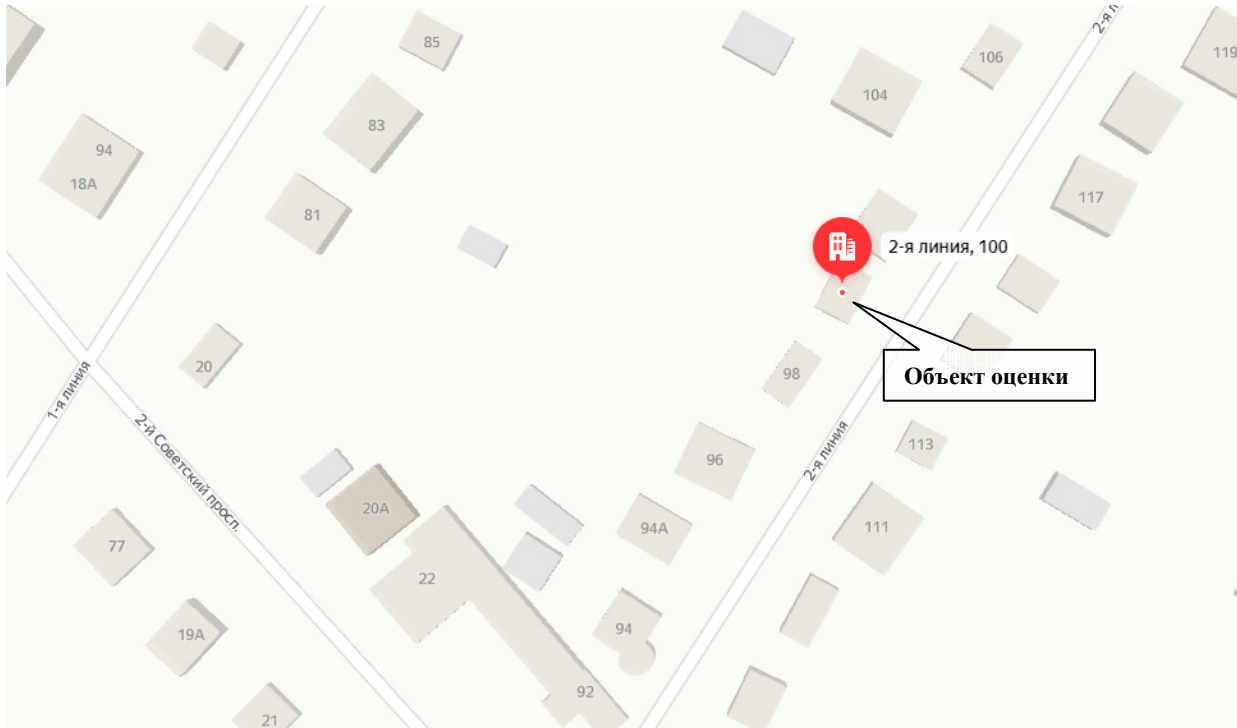 2-я л
85
106
119
104
83
94
18А
117
81
2-я линия, 100
20
98
Объект оценки
1-я линия
2-й Советский просп.
96
2-я линия
113
20А
94А
111
77
22
94
19А
92
21